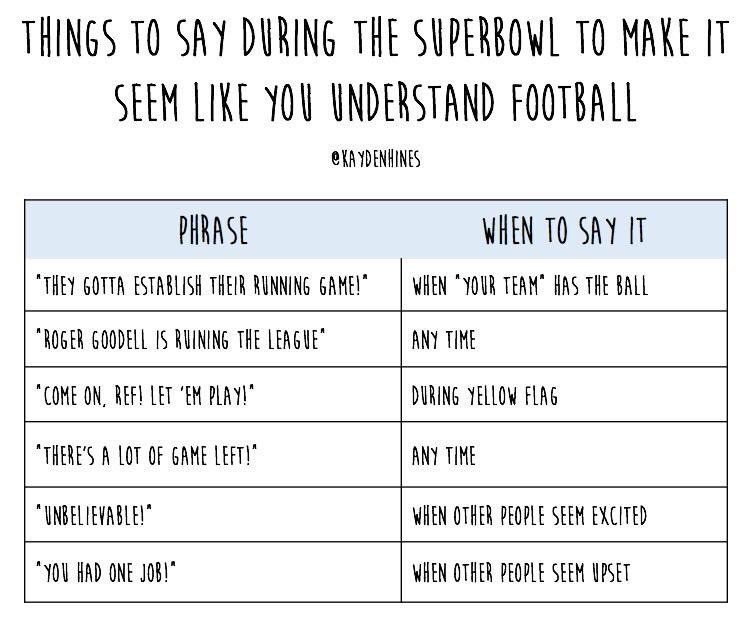 THINGS TO SAY DURING THE SUPERBOWL TO MAKE IT
SEEM LIKE YOU UNDERSTAND FOOTBALL
@KAYDENHINES
PHRASE WHEN TO SAY IT
"THEY GOTTA ESTABLISH THEIR RUNNING GAME!" WHEN "YOUR TEAM" HAS THE BALL
"ROGER GOODELL IS RUINING THE LEAGUE" ANY TIME
"COME ON, REF! LET 'EM PLAY!" DURING YELLOW FLAG
"THERE'S A LOT OF GAME LEFT!" ANY TIME
"UNBELIEVABLE!" WHEN OTHER PEOPLE SEEM EXCITED
"YOU HAD ONE JOB!" WHEN OTHER PEOPLE SEEM UPSET